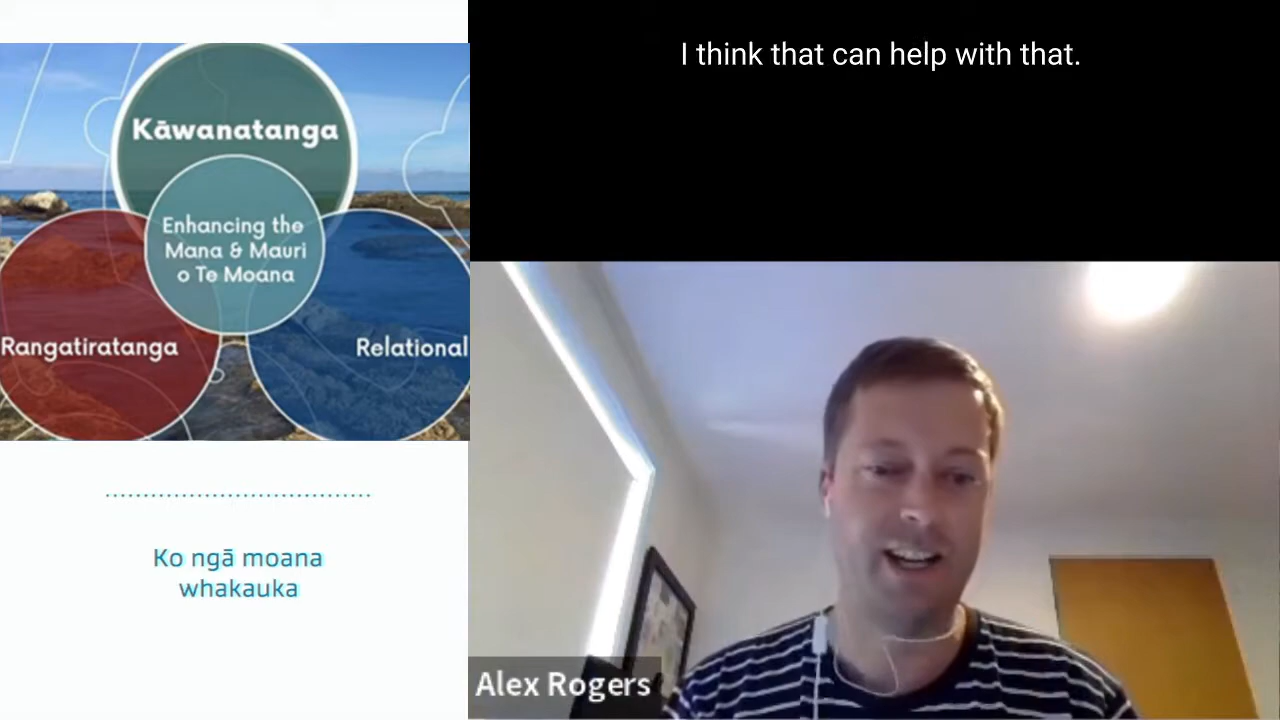 Kāwanatanga
Enhancing the
Mana & Mauri
o Te Moana
Rangatiratanga
Relational
Ko ngā moana
whakauka
I think that can help with that.
Alex Rogers